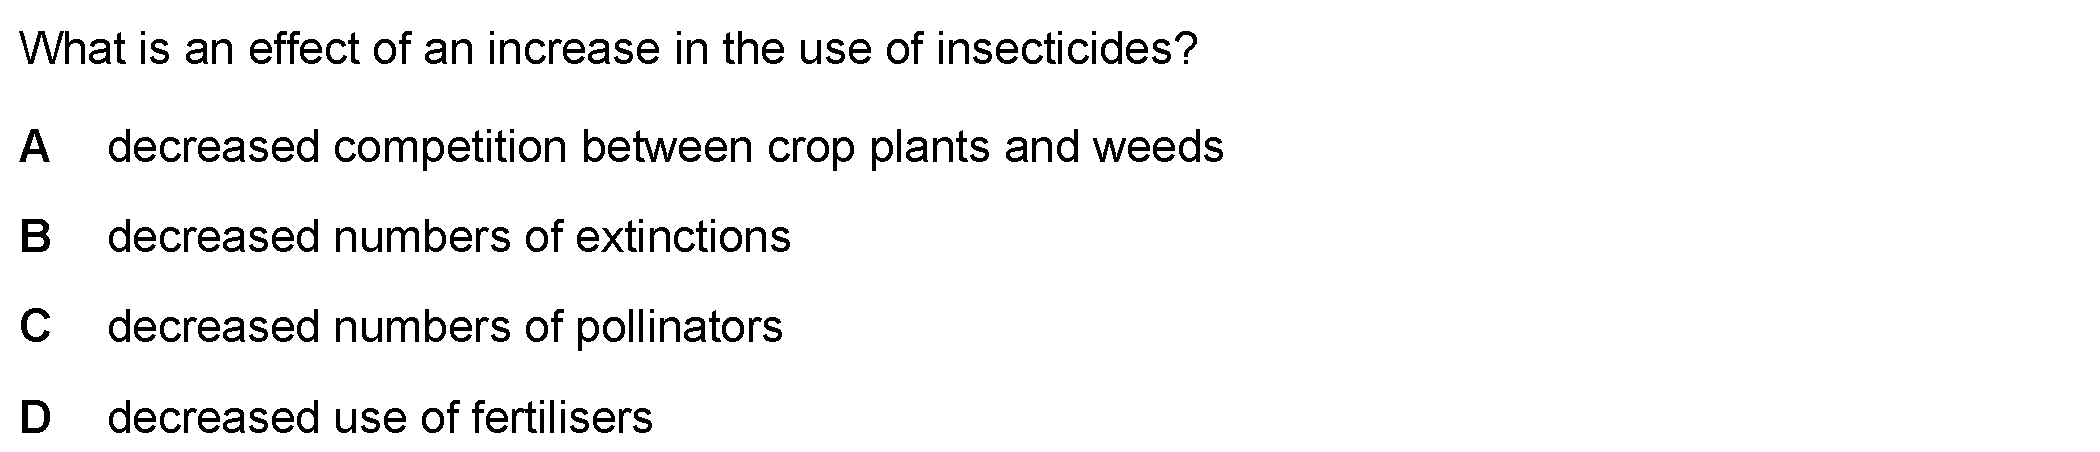 What is an effect of an increase in the use of insecticides?
A decreased competition between crop plants and weeds
B decreased numbers of extinctions
C decreased numbers of pollinators
D decreased use of fertilisers